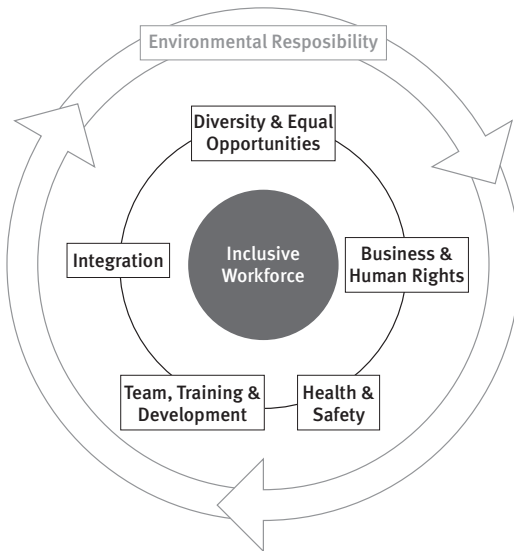 Environmental Resposibility
Diversity & Equal
Opportunities
Integration
Inclusive
Workforce
Business &
Human Rights
Team, Training &
Development
Health &
Safety